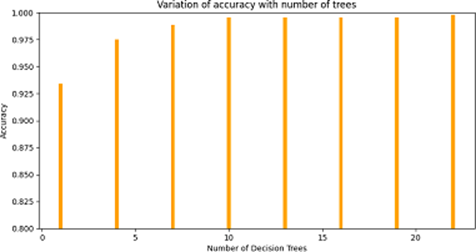 Variation of accuracy with number of trees
1.000
0.975
0.950
0.925
0.900
0.875
0.850
0.825
0.800
Accuracy
0 5 10 15 20
Number of Decision Trees